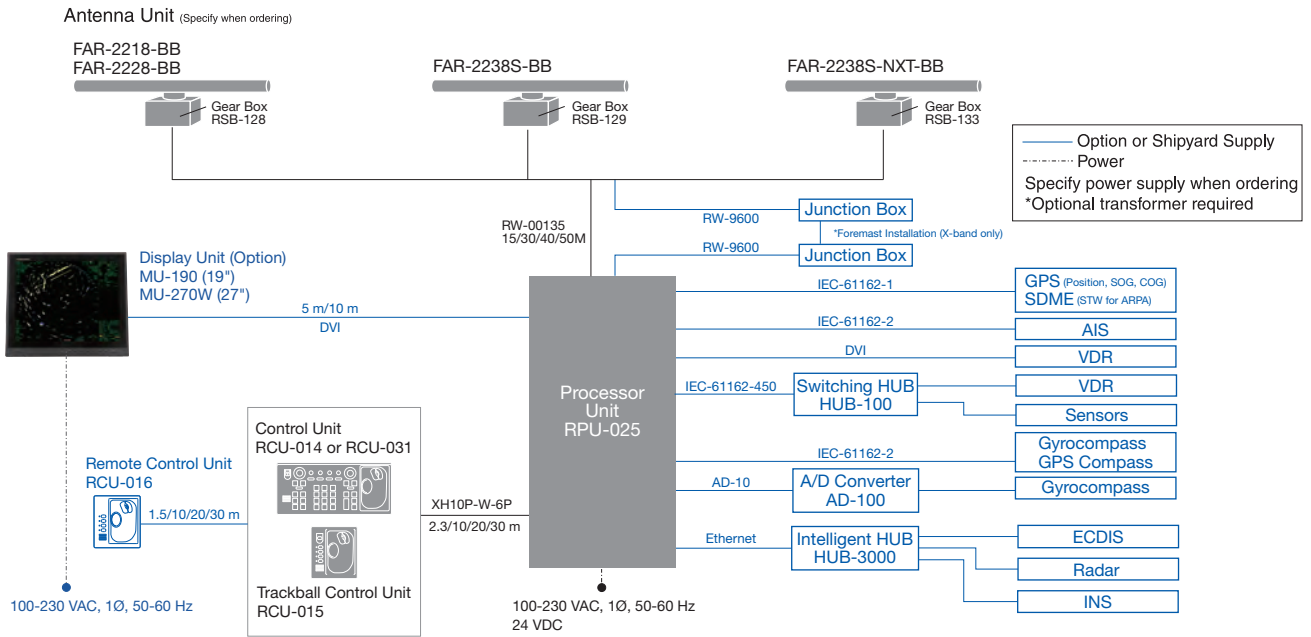 Antenna Unit (Specify when ordering)
FAR-2218-BB
FAR-2228-BB
Gear Box
RSB-128
FAR-2238S-BB
Gear Box
RSB-129
FAR-2238S-NXT-BB
Gear Box
RSB-133
Option or Shipyard Supply
Power
Specify power supply when ordering
*Optional transformer required
RW-00135
15/30/40/50M
RW-9600
Junction Box
*Foremast Installation (X-band only)
RW-9600
Junction Box
Display Unit (Option)
MU-190 (19")
MU-270W (27")
5 m/10 m
DVI
Processor
Unit
RPU-025
IEC-61162-1
GPS (Position, SOG, COG)
SDME (STW for ARPA)
IEC-61162-2
AIS
DVI
VDR
IEC-61162-450
Switching HUB
HUB-100
VDR
Sensors
IEC-61162-2
Gyrocompass
GPS Compass
AD-10
A/D Converter
AD-100
Gyrocompass
Ethernet
Intelligent HUB
HUB-3000
ECDIS
Radar
INS
Control Unit
RCU-014 or RCU-031
Remote Control Unit
RCU-016
1.5/10/20/30 m
XH10P-W-6P
2.3/10/20/30 m
Trackball Control Unit
RCU-015
100-230 VAC, 1Ø, 50-60 Hz
100-230 VAC, 1Ø, 50-60 Hz
24 VDC